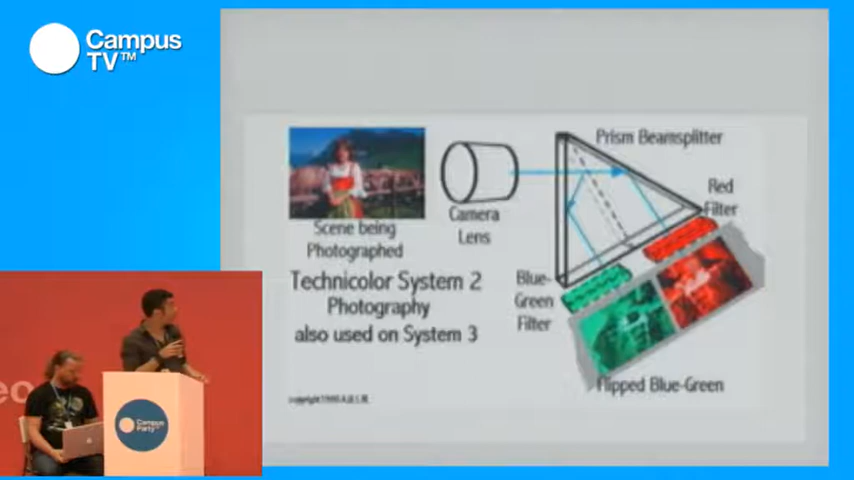 Campus
TV™
Prism Beamsplitter
Red
Filter
Camera
Lens
Scene being
Photographed
Technicolor System 2
Photography
also used on System 3
Blue-
Green
Filter
Flipped Blue-Green
eo
Campus
Party